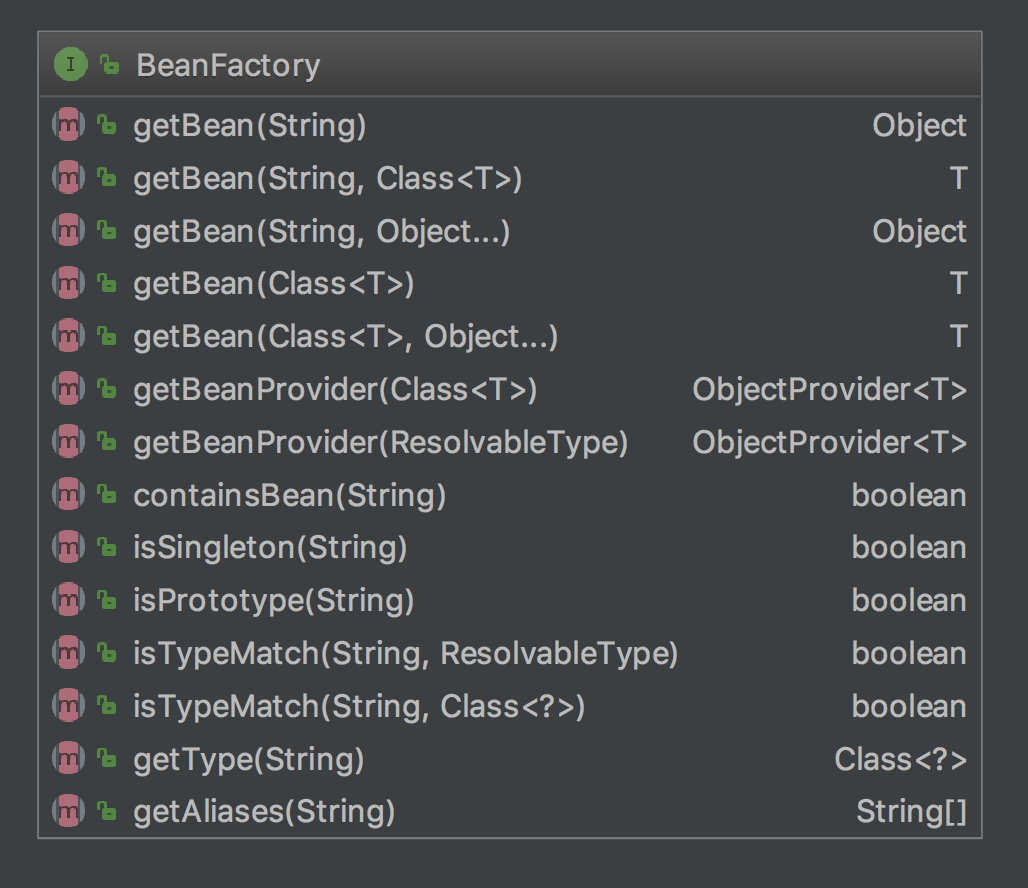 I BeanFactory
m getBean(String) Object
m getBean(String, Class<T>) T
m getBean(String, Object...) Object
m getBean(Class<T>) T
m getBean(Class<T>, Object...) T
m getBeanProvider(Class<T>) ObjectProvider<T>
m getBeanProvider(ResolvableType) ObjectProvider<T>
m containsBean(String) boolean
m isSingleton(String) boolean
m isPrototype(String) boolean
m isTypeMatch(String, ResolvableType) boolean
m isTypeMatch(String, Class<?>) boolean
m getType(String) Class<?>
m getAliases(String) String[]